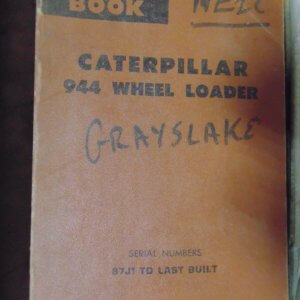 BOOK
CATERPILLAR
944 WHEEL LOADER
GRAYSLAKE
SERIAL NUMBERS
87J1 TO LAST BUILT